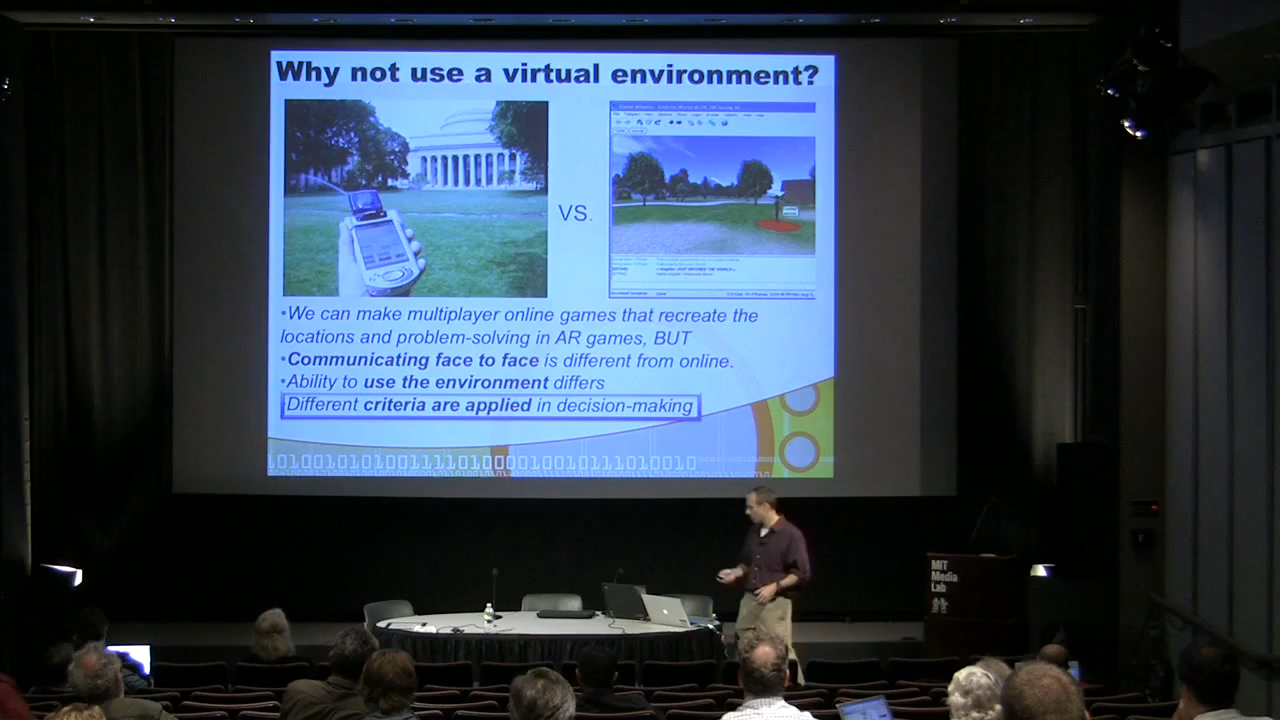 Why not use a virtual environment?
VS.
•We can make multiplayer online games that recreate the
locations and problem-solving in AR games, BUT
•Communicating face to face is different from online.
•Ability to use the environment differs
Different criteria are applied in decision-making
MIT
Media
Lab